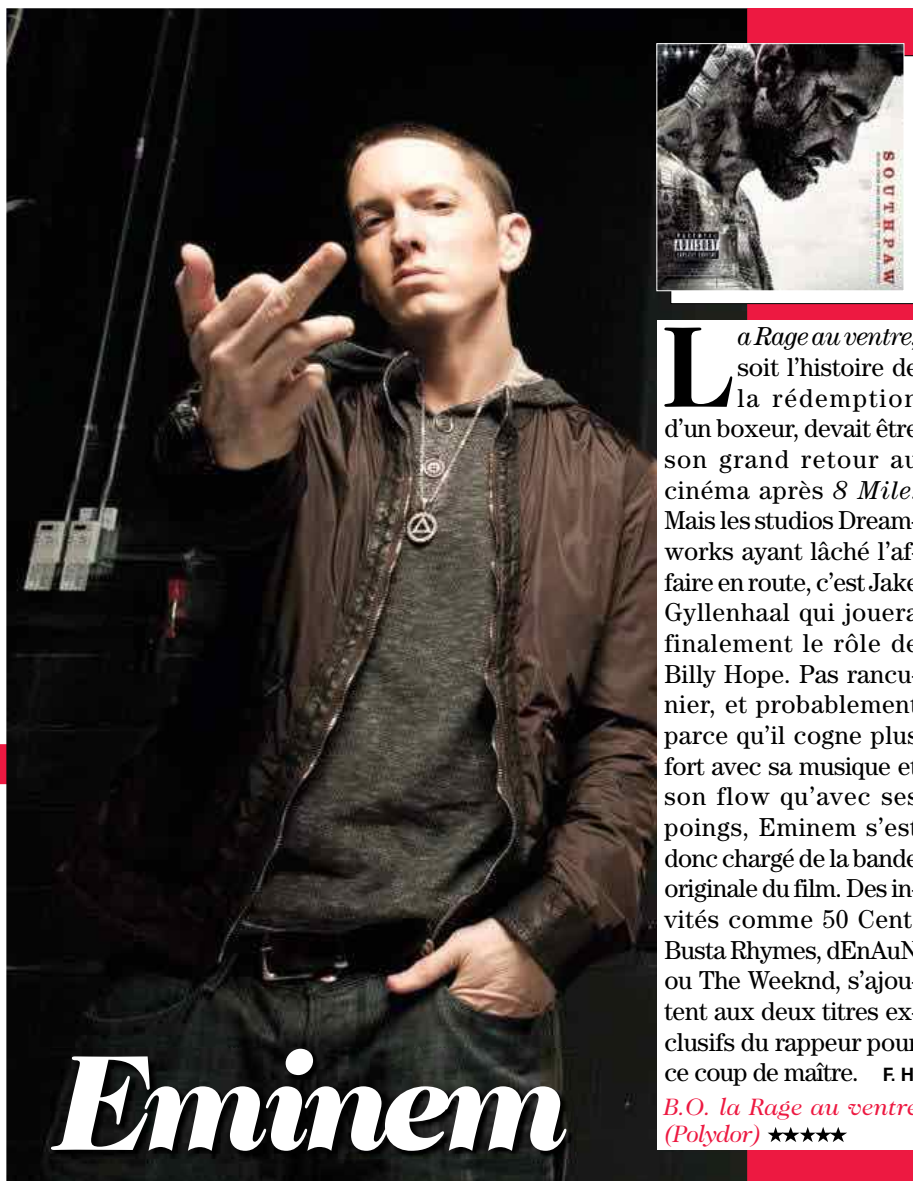 SOUTHPAW
ADVISORY
La Rage au ventre,
soit l’histoire de
la rédemption
d’un boxeur, devait être
son grand retour au
cinéma après 8 Mile.
Mais les studios Dream-
works ayant lâché l’af-
faire en route, c’est Jake
Gyllenhaal qui jouera
finalement le rôle de
Billy Hope. Pas rancu-
nier, et probablement
parce qu’il cogne plus
fort avec sa musique et
son flow qu’avec ses
poings, Eminem s’est
donc chargé de la bande
originale du film. Des in-
vités comme 50 Cent,
Busta Rhymes, dEnAuN
ou The Weeknd, s’ajou-
tent aux deux titres ex-
clusifs du rappeur pour
ce coup de maître. F. H
B.O. la Rage au ventre
(Polydor) ★★★★★
Eminem